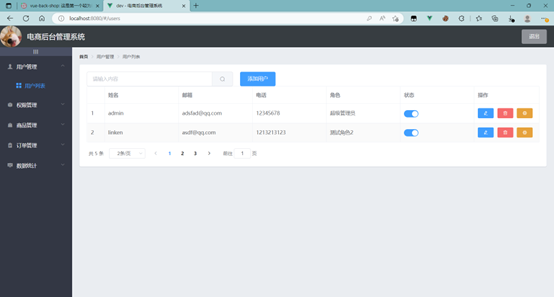 vue-back-shop: 这是第一个
dev - 电商后台管理系统
localhost:8080/#/users
电商后台管理系统
退出
用户管理
用户列表
权限管理
商品管理
订单管理
数据统计
首页 / 用户管理 / 用户列表
请输入内容
添加用户
姓名 邮箱 电话 角色 状态 操作
1 admin advfad@qq.com 12345678 超级管理员
2 linken asdf@qq.com 1213213123 测试角色2
共 5 条 2条/页 1 2 3 前往 1 页